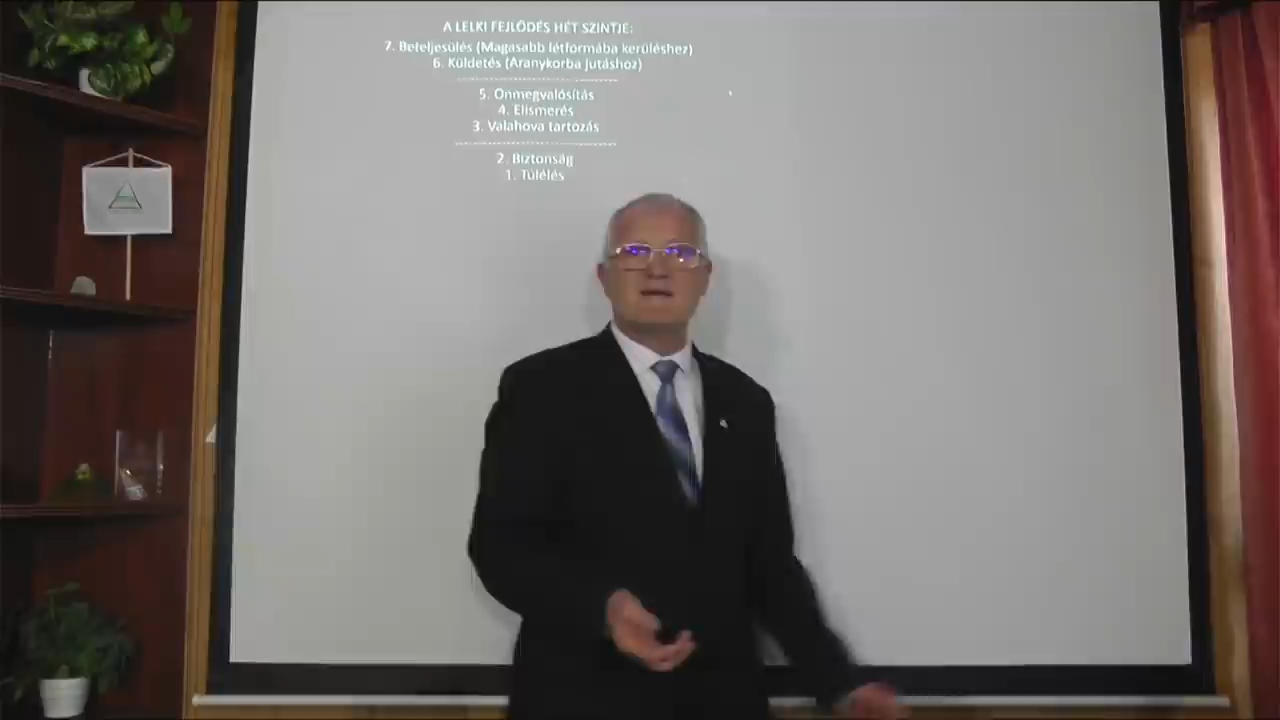 A LELKI FEJLŐDÉS HÉT SZINTJE:
7. Beteljesülés (Magasabb létformába kerüléshez)
6. Küldetés (Aranykorba jutáshoz)
5. Önmegvalósítás
4. Elismerés
3. Valahova tartozás
2. Biztonság
1. Túlélés